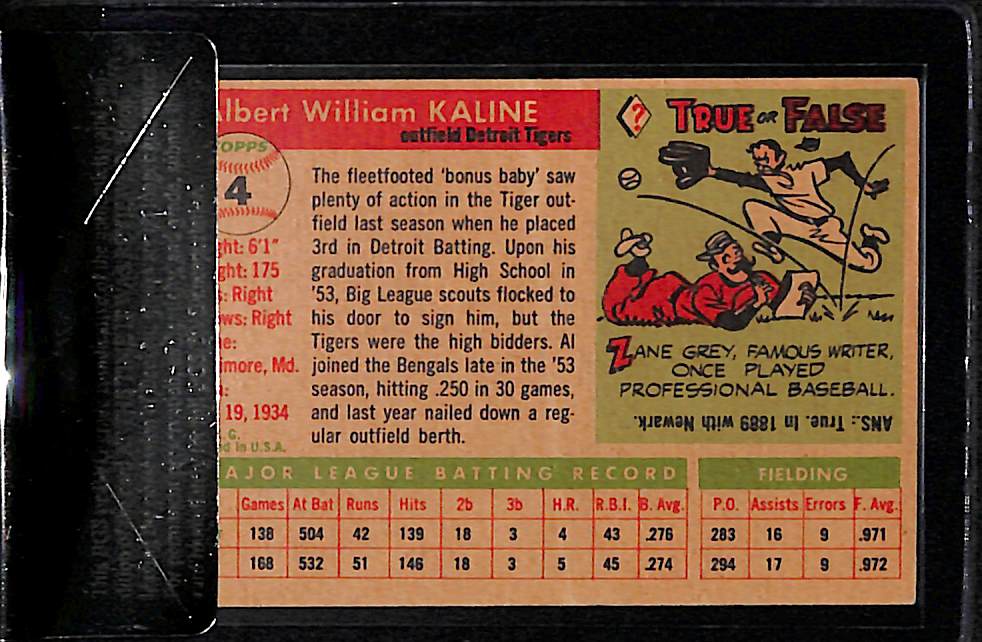 lbert William KALINE
outfield Detroit Tigers
TOPPS
4
ght: 6'1"
ght: 175
s: Right
ws: Right
e:
imore, Md.
:
19, 1934
. G.
d in U.S.A.
The fleetfooted 'bonus baby' saw
plenty of action in the Tiger out-
field last season when he placed
3rd in Detroit Batting. Upon his
graduation from High School in
'53, Big League scouts flocked to
his door to sign him, but the
Tigers were the high bidders. Al
joined the Bengals late in the '53
season, hitting .250 in 30 games,
and last year nailed down a reg-
ular outfield berth.
? TRUE OR FALSE
ZANE GREY, FAMOUS WRITER,
ONCE PLAYED
PROFESSIONAL BASEBALL.
ANS.: True. In 1889 with Newark.
AJOR LEAGUE BATTING RECORD FIELDING
Games At Bat Runs Hits 2b 3b H.R. R.B.I. B. Avg. P.O. Assists Errors F. Avg.
138 504 42 139 18 3 4 43 .276 283 16 9 .971
168 532 51 146 18 3 5 45 .274 294 17 9 .972